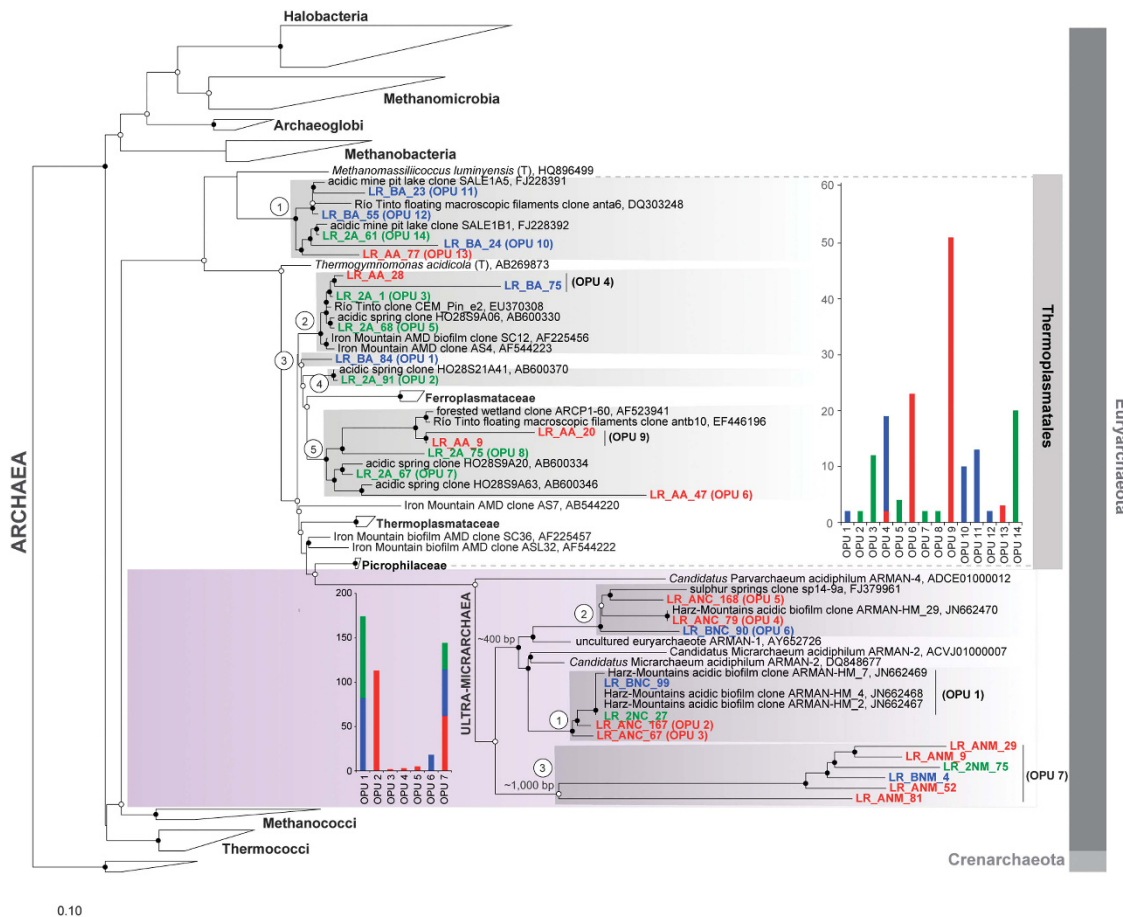 Halobacteria
Methanomicrobia
Archaeoglobi
Methanobacteria
Methanomassiliicoccus luminyensis (T), HQ896499
acidic mine pit lake clone SALE1A5, FJ228391
LR_BA_23 (OPU 11)
Río Tinto floating macroscopic filaments clone anta6, DQ303248
LR_BA_55 (OPU 12)
acidic mine pit lake clone SALE1B1, FJ228392
LR_2A_61 (OPU 14)
LR_BA_24 (OPU 10)
LR_AA_77 (OPU 13)
1
Thermogymnomonas acidicola (T), AB269873
LR_AA_28
LR_BA_75
(OPU 4)
LR_2A_1 (OPU 3)
Río Tinto clone CEM_Pin_e2, EU370308
acidic spring clone HO28S9A06, AB600330
LR_2A_68 (OPU 5)
Iron Mountain AMD biofilm clone SC12, AF225456
Iron Mountain AMD clone AS4, AF544223
2
3
LR_BA_84 (OPU 1)
acidic spring clone HO28S21A41, AB600370
4
LR_2A_91 (OPU 2)
Ferroplasmataceae
forested wetland clone ARCP1-60, AF523941
Río Tinto floating macroscopic filaments clone antb10, EF446196
LR_AA_20
(OPU 9)
LR_AA_9
5
LR_2A_75 (OPU 8)
acidic spring clone HO28S9A20, AB600334
LR_2A_67 (OPU 7)
acidic spring clone HO28S9A63, AB600346
LR_AA_47 (OPU 6)
Iron Mountain AMD clone AS7, AB544220
Thermoplasmataceae
Iron Mountain biofilm AMD clone SC36, AF225457
Iron Mountain biofilm AMD clone ASL32, AF544222
Picrophilaceae
60
50
40
30
20
10
0
OPU 1
OPU 2
OPU 3
OPU 4
OPU 5
OPU 6
OPU 7
OPU 8
OPU 9
OPU 10
OPU 11
OPU 12
OPU 13
OPU 14
Thermoplasmatales
Euryarchaeota
ARCHAEA
Candidatus Parvarchaeum acidiphilum ARMAN-4, ADCE01000012
sulphur springs clone sp14-9a, FJ379961
LR_ANC_168 (OPU 5)
Harz-Mountains acidic biofilm clone ARMAN-HM_29, JN662470
LR_ANC_79 (OPU 4)
2
LR_BNC_90 (OPU 6)
~400 bp
uncultured euryarchaeote ARMAN-1, AY652726
Candidatus Micrarchaeum acidiphilum ARMAN-2, ACVJ01000007
Candidatus Micrarchaeum acidiphilum ARMAN-2, DQ848677
Harz-Mountains acidic biofilm clone ARMAN-HM_7, JN662469
LR_BNC_99
Harz-Mountains acidic biofilm clone ARMAN-HM_4, JN662468
(OPU 1)
Harz-Mountains acidic biofilm clone ARMAN-HM_2, JN662467
LR_2NC_27
1
LR_ANC_167 (OPU 2)
LR_ANC_67 (OPU 3)
LR_ANM_29
LR_ANM_9
3
LR_2NM_75
(OPU 7)
LR_BNM_4
~1,000 bp
LR_ANM_52
LR_ANM_81
ULTRA-MICRARCHAEA
200
150
100
50
0
OPU 1
OPU 2
OPU 3
OPU 4
OPU 5
OPU 6
OPU 7
Methanococci
Thermococci
Crenarchaeota
0.10